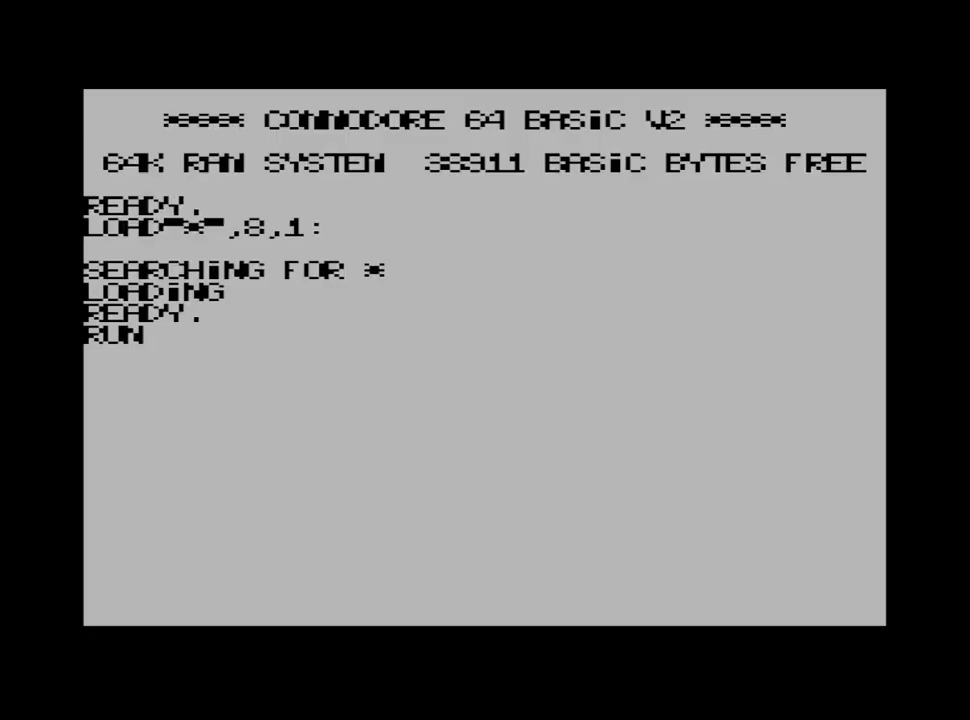 **** COMMODORE 64 BASiC V2 ****
64K RAM SYSTEM  38911 BASiC BYTES FREE
READY.
LOAD"*",8,1:
SEARCHiNG FOR *
LOADiNG
READY.
RUN